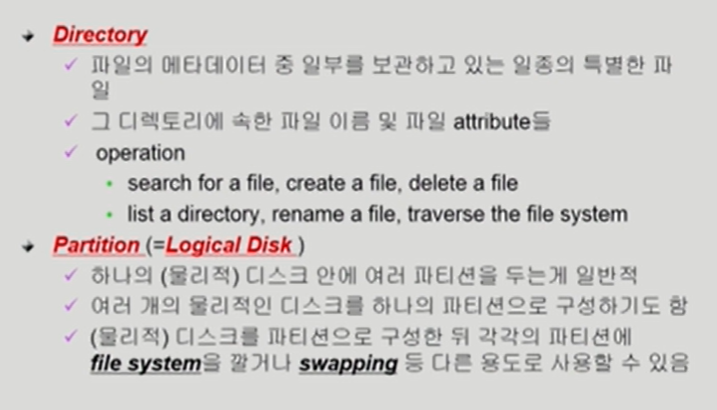 Directory
파일의 메타데이터 중 일부를 보관하고 있는 일종의 특별한 파
일
그 디렉토리에 속한 파일 이름 및 파일 attribute들
operation
search for a file, create a file, delete a file
list a directory, rename a file, traverse the file system
Partition (=Logical Disk )
하나의 (물리적) 디스크 안에 여러 파티션을 두는게 일반적
여러 개의 물리적인 디스크를 하나의 파티션으로 구성하기도 함
(물리적) 디스크를 파티션으로 구성한 뒤 각각의 파티션에
file system을 깔거나 swapping 등 다른 용도로 사용할 수 있음